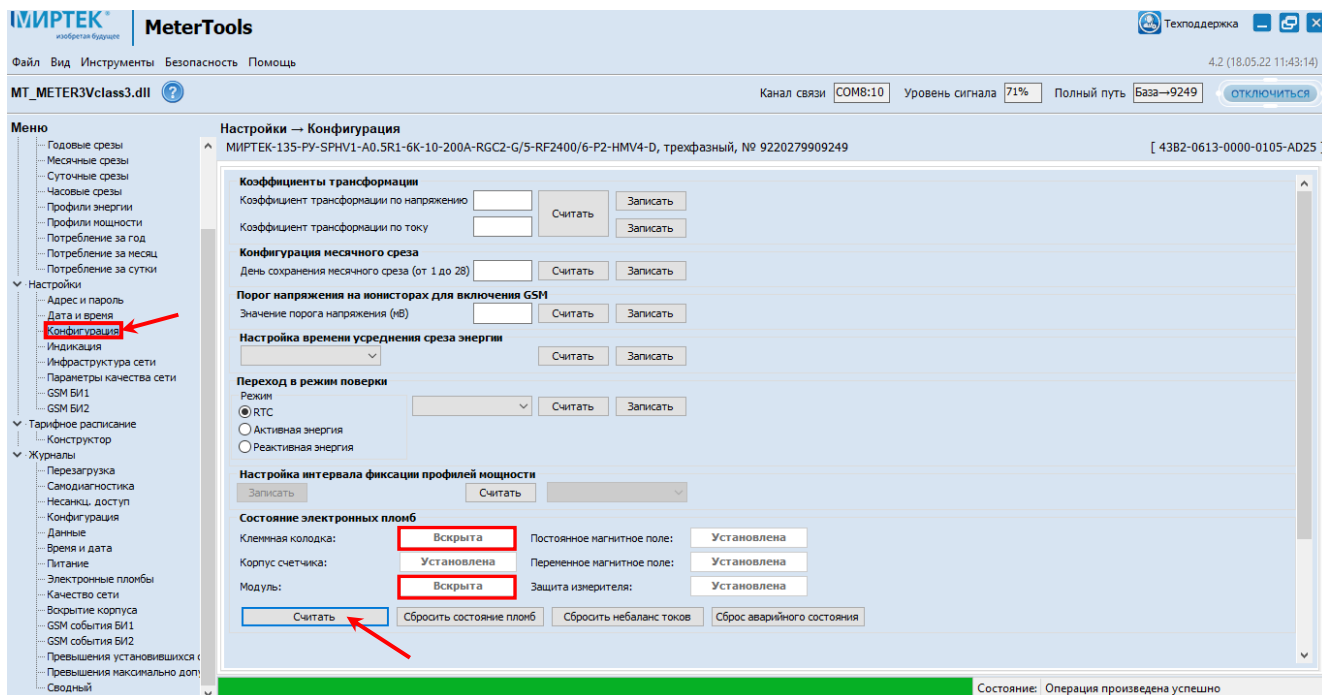 МИРТЕК
изобретая будущее
MeterTools
Техподдержка
Файл Вид Инструменты Безопасность Помощь
4.2 (18.05.22 11:43:14)
MT_METER3Vclass3.dll ?
Канал связи COM8:10 Уровень сигнала 71% Полный путь База→9249 ОТКЛЮЧИТЬСЯ
Меню
Годовые срезы
Месячные срезы
Суточные срезы
Часовые срезы
Профили энергии
Профили мощности
Потребление за год
Потребление за месяц
Потребление за сутки
Настройки
Адрес и пароль
Дата и время
Конфигурация
Индикация
Инфраструктура сети
Параметры качества сети
GSM БИ1
GSM БИ2
Тарифное расписание
Конструктор
Журналы
Перезагрузка
Самодиагностика
Несанкц. доступ
Конфигурация
Данные
Время и дата
Питание
Электронные пломбы
Качество сети
Вскрытие корпуса
GSM события БИ1
GSM события БИ2
Превышения установившихся
Превышения максимально
Сводный
Настройки → Конфигурация
МИРТЕК-135-РУ-SPHV1-A0.5R1-6K-10-200A-RGC2-G/5-RF2400/6-P2-HMV4-D, трехфазный, № 9220279909249 [ 43B2-0613-0000-0105-AD25 ]
Коэффициенты трансформации
Коэффициент трансформации по напряжению Считать Записать
Коэффициент трансформации по току Записать
Конфигурация месячного среза
День сохранения месячного среза (от 1 до 28) Считать Записать
Порог напряжения на ионисторах для включения GSM
Значение порога напряжения (мВ) Считать Записать
Настройка времени усреднения среза энергии
Считать Записать
Переход в режим поверки
Режим
RTC Считать Записать
Активная энергия
Реактивная энергия
Настройка интервала фиксации профилей мощности
Записать Считать
Состояние электронных пломб
Клеммная колодка: Вскрыта Постоянное магнитное поле: Установлена
Корпус счетчика: Установлена Переменное магнитное поле: Установлена
Модуль: Вскрыта Защита измерителя: Установлена
Считать Сбросить состояние пломб Сбросить небаланс токов Сброс аварийного состояния
Состояние: Операция произведена успешно